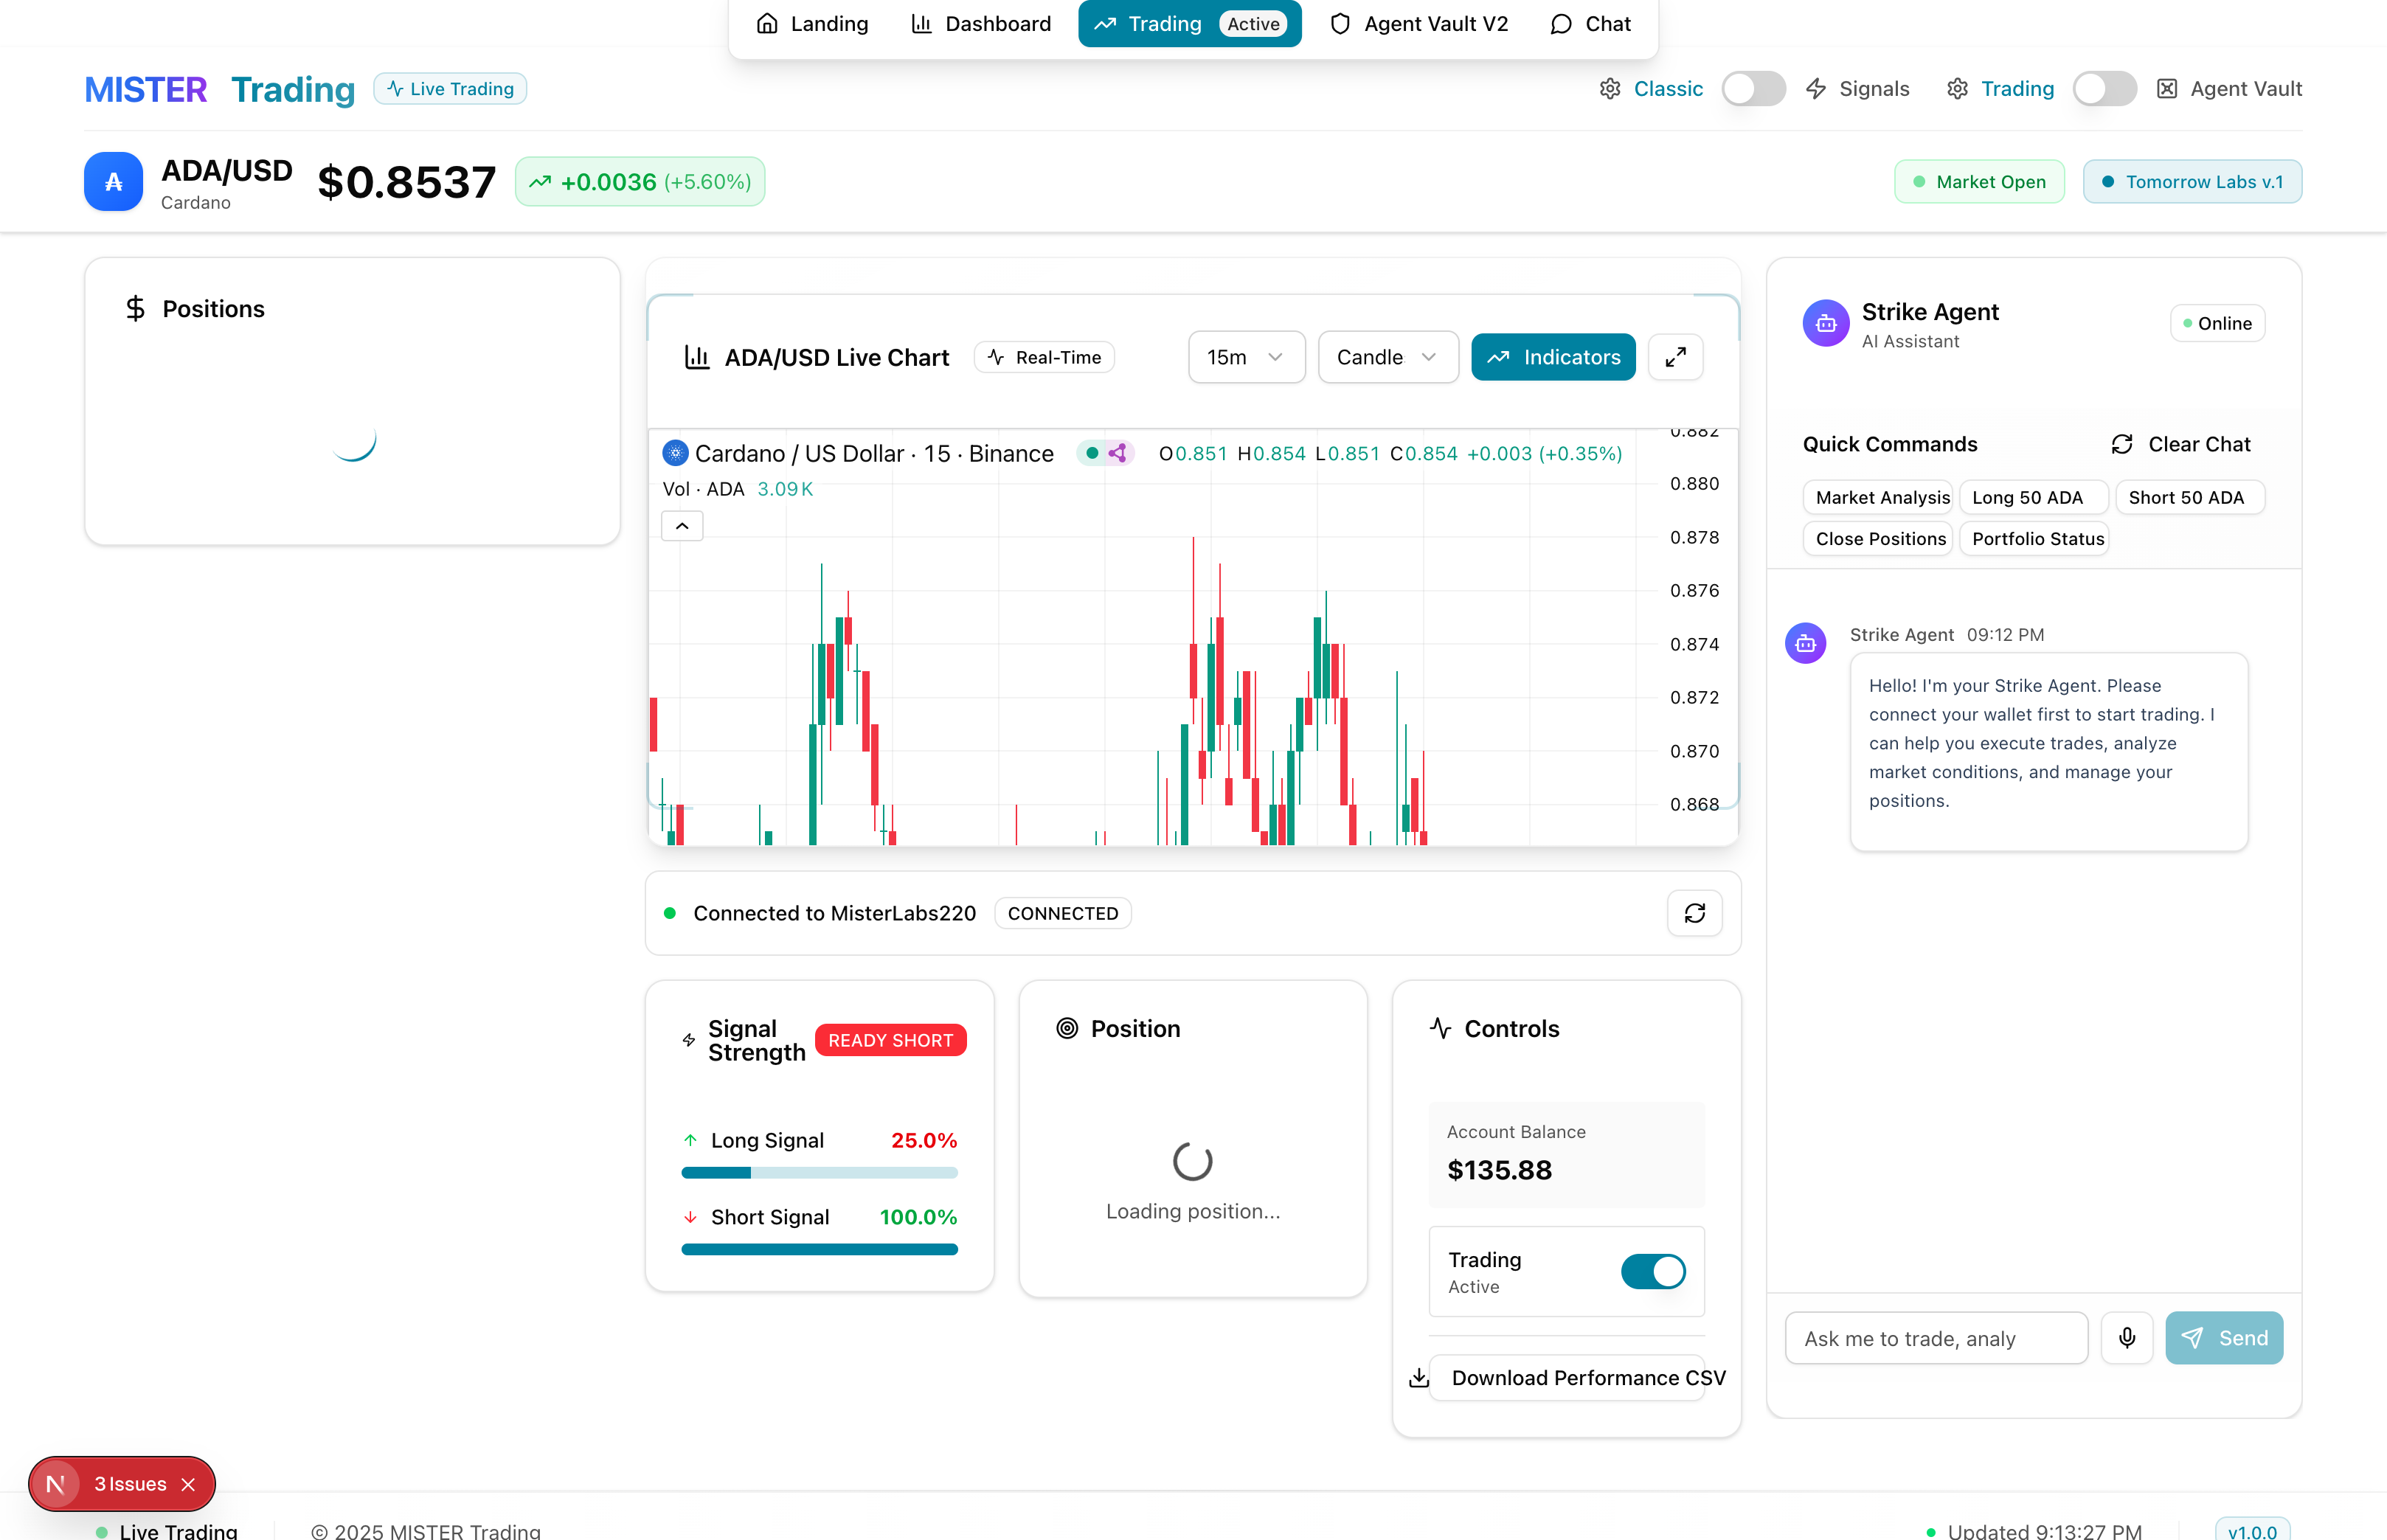 Landing
Dashboard
Trading Active
Agent Vault V2
Chat
MISTER Trading
Live Trading
Classic
Signals
Trading
Agent Vault
₳
ADA/USD
Cardano
$0.8537
+0.0036 (+5.60%)
Market Open
Tomorrow Labs v.1
Positions
ADA/USD Live Chart
Real-Time
15m
Candle
Indicators
Cardano / US Dollar · 15 · Binance
O0.851 H0.854 L0.851 C0.854 +0.003 (+0.35%)
Vol · ADA 3.09K
0.882
0.880
0.878
0.876
0.874
0.872
0.870
0.868
Connected to MisterLabs220
CONNECTED
Signal
Strength
READY SHORT
Long Signal 25.0%
Short Signal 100.0%
Position
Loading position...
Controls
Account Balance
$135.88
Trading
Active
Download Performance CSV
Strike Agent
AI Assistant
Online
Quick Commands
Clear Chat
Market Analysis
Long 50 ADA
Short 50 ADA
Close Positions
Portfolio Status
Strike Agent 09:12 PM
Hello! I'm your Strike Agent. Please
connect your wallet first to start trading. I
can help you execute trades, analyze
market conditions, and manage your
positions.
Ask me to trade, analy
Send
N 3 Issues
Live Trading
© 2025 MISTER Trading
Updated 9:13:27 PM
v1.0.0